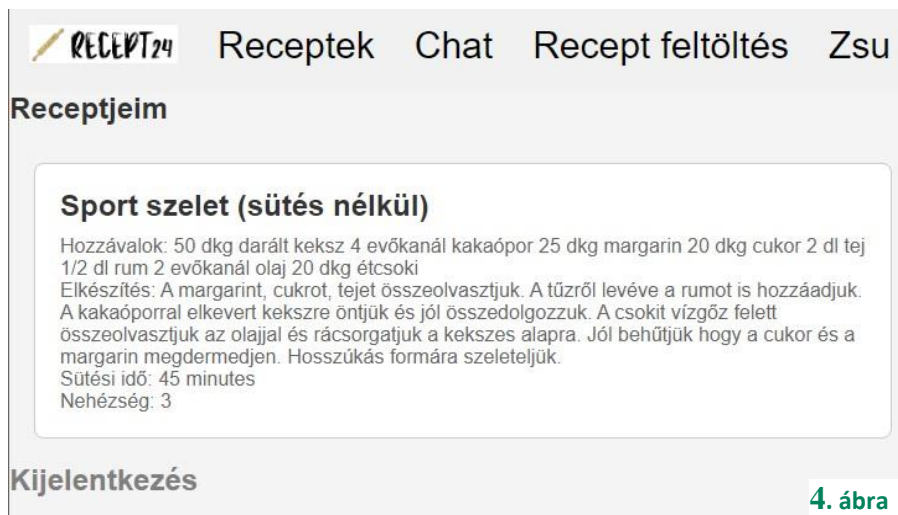 RECEPT24 Receptek Chat Recept feltöltés Zsu
Receptjeim
Sport szelet (sütés nélkül)
Hozzávalok: 50 dkg darált keksz 4 evőkanál kakaópor 25 dkg margarin 20 dkg cukor 2 dl tej
1/2 dl rum 2 evőkanál olaj 20 dkg étcsoki
Elkészítés: A margarint, cukrot, tejet összeolvasztjuk. A tűzről levéve a rumot is hozzáadjuk.
A kakaóporral elkevert kekszre öntjük és jól összedolgozzuk. A csokit vízgőz felett
összeolvasztjuk az olajjal és rácsorgatjuk a kekszes alapra. Jól behűtjük hogy a cukor és a
margarin megdermedjen. Hosszúkás formára szeleteljük.
Sütési idő: 45 minutes
Nehézség: 3
Kijelentkezés
4. ábra